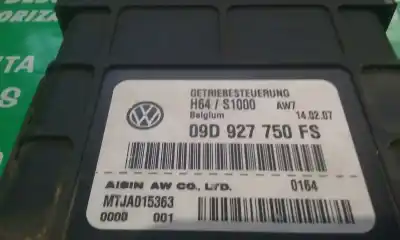 GETRIEBESTEUERUNG
H64 / S1000 AW7
Belgium 14.02.07
09D 927 750 FS
AISIN AW CO., LTD. 0164
MTJA015363
0000 001